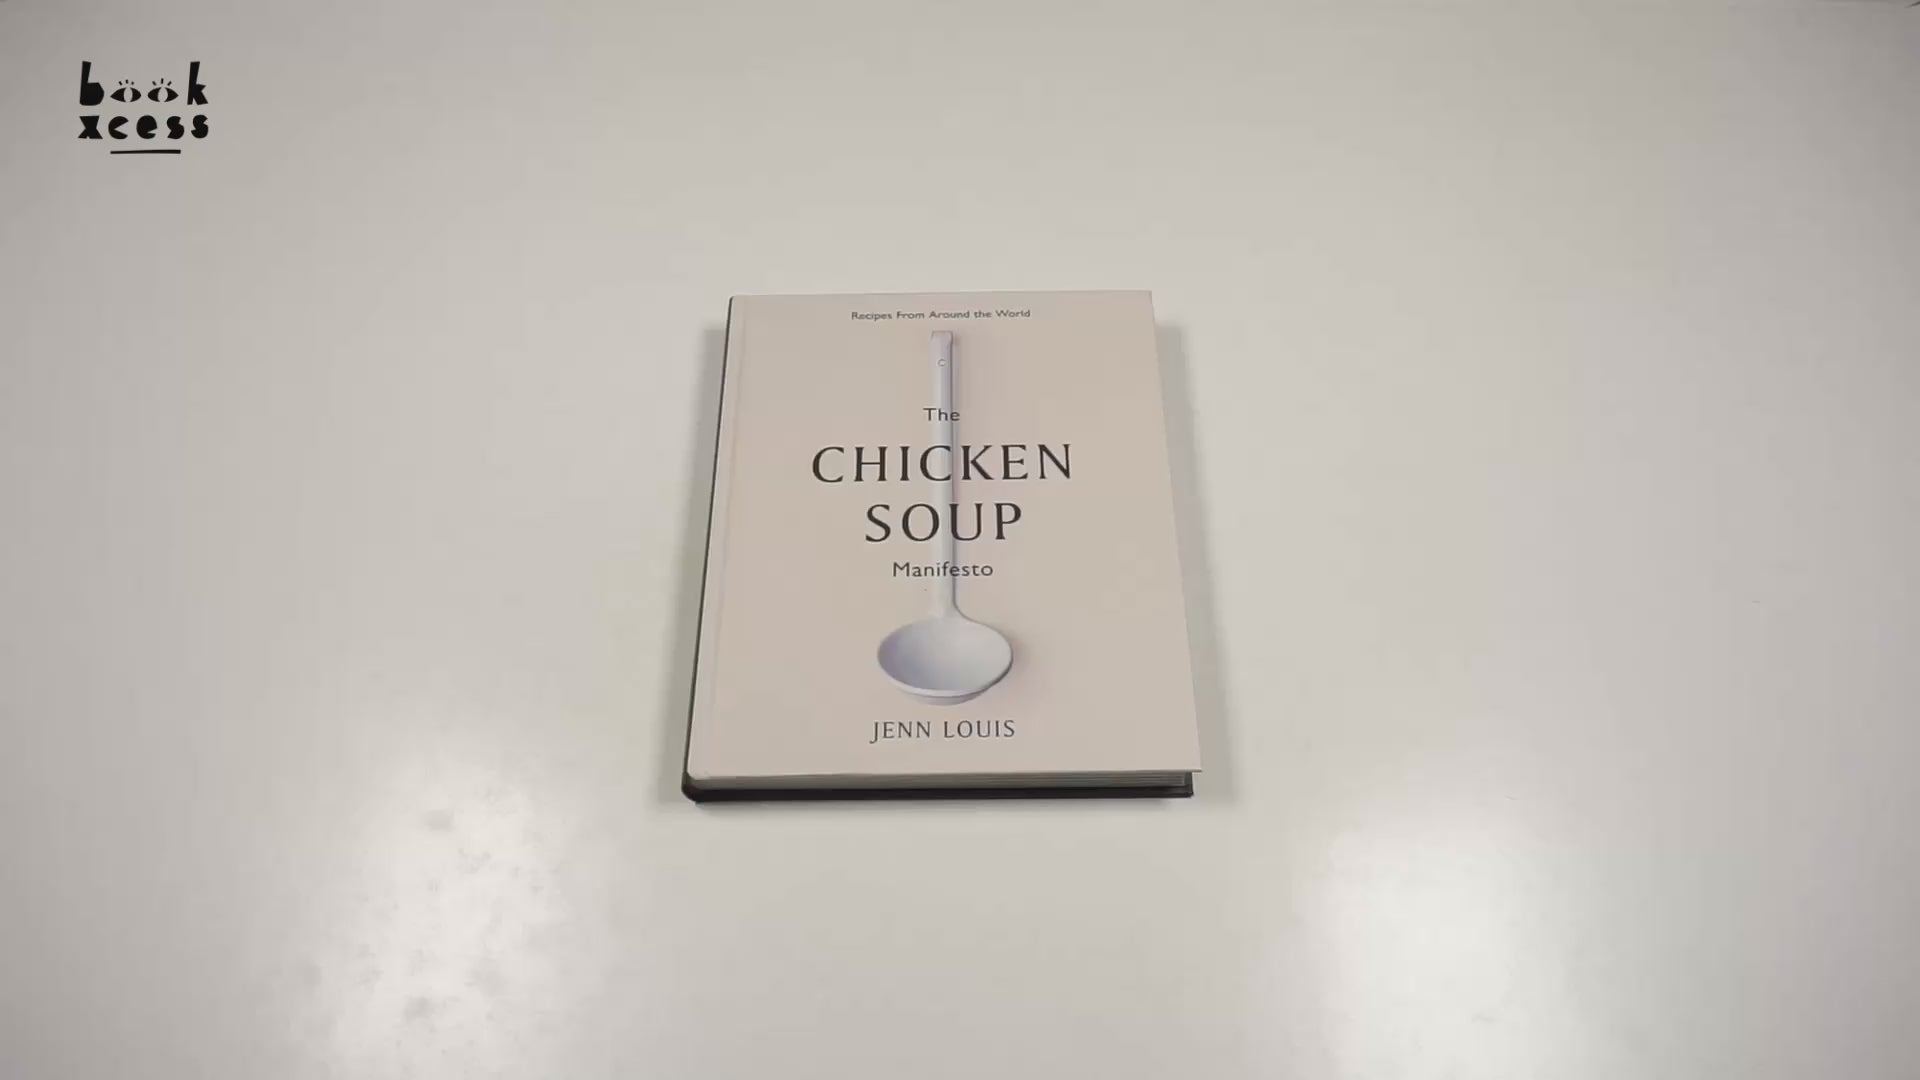 book
xcess
Recipes From Around the World
The
CHICKEN
SOUP
Manifesto
JENN LOUIS